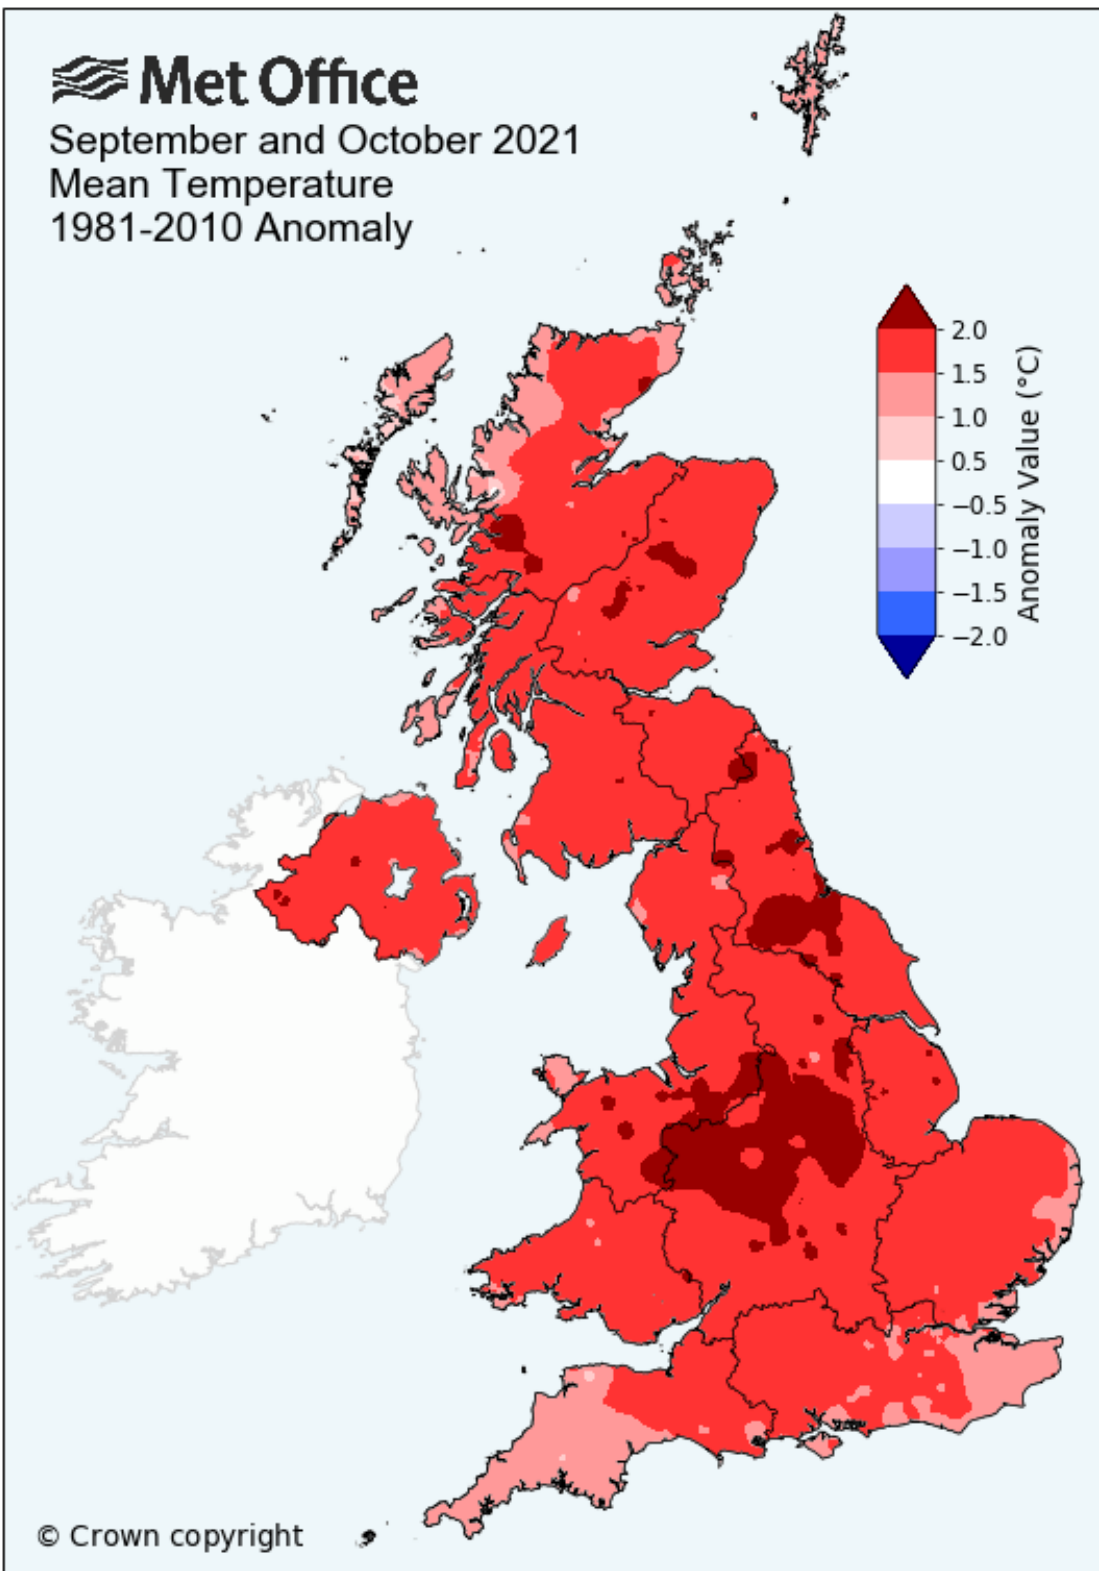 Met Office
September and October 2021
Mean Temperature
1981-2010 Anomaly
2.0
1.5
1.0
0.5
−0.5
−1.0
−1.5
−2.0
Anomaly Value (°C)
© Crown copyright